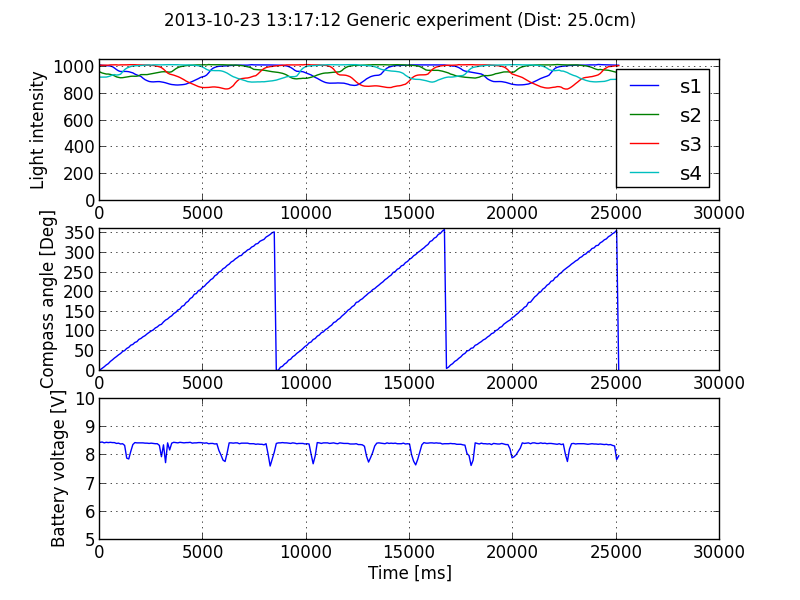 2013-10-23 13:17:12 Generic experiment (Dist: 25.0cm)
Light intensity
1000
800
600
400
200
0
s1
s2
s3
s4
0 5000 10000 15000 20000 25000 30000
Compass angle [Deg]
350
300
250
200
150
100
50
0
0 5000 10000 15000 20000 25000 30000
Battery voltage [V]
10
9
8
7
6
5
0 5000 10000 15000 20000 25000 30000
Time [ms]